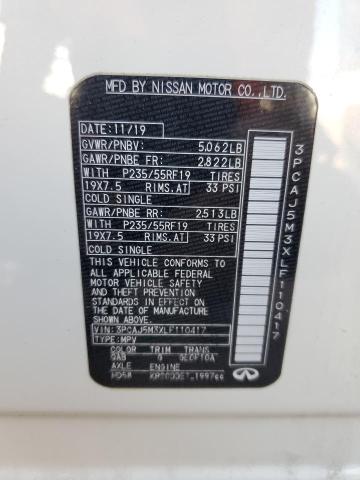 MFD BY NISSAN MOTOR CO.,LTD.
DATE:11/19
GVWR/PNBV: 5,062LB
GAWR/PNBE FR: 2,822LB
WITH P235/55RF19 TIRES
19X7.5 RIMS.AT 33 PSI
COLD SINGLE
GAWR/PNBE RR: 2,513LB
WITH P235/55RF19 TIRES
19X7.5 RIMS.AT 33 PSI
COLD SINGLE
THIS VEHICLE CONFORMS TO
ALL APPLICABLE FEDERAL
MOTOR VEHICLE SAFETY
AND THEFT PREVENTION
STANDARDS IN EFFECT
ON THE DATE OF
MANUFACTURE SHOWN ABOVE.
VIN:3PCAJ5M3XLF110417
TYPE:MPV
COLOR TRIM TRANS
QAB G
AXLE ENGINE
1997cc
3PCAJ5M3XLF110417